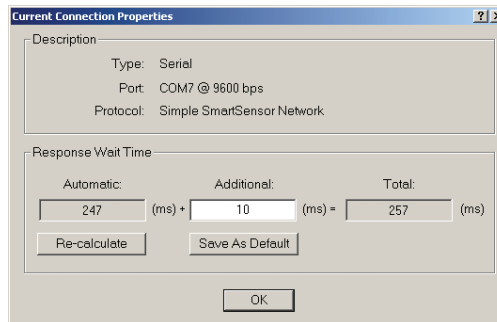 Current Connection Properties
Description
Type: Serial
Port: COM7 @ 9600 bps
Protocol: Simple SmartSensor Network
Response Wait Time
Automatic: Additional: Total:
247 (ms) + 10 (ms) = 257 (ms)
Re-calculate Save As Default
OK